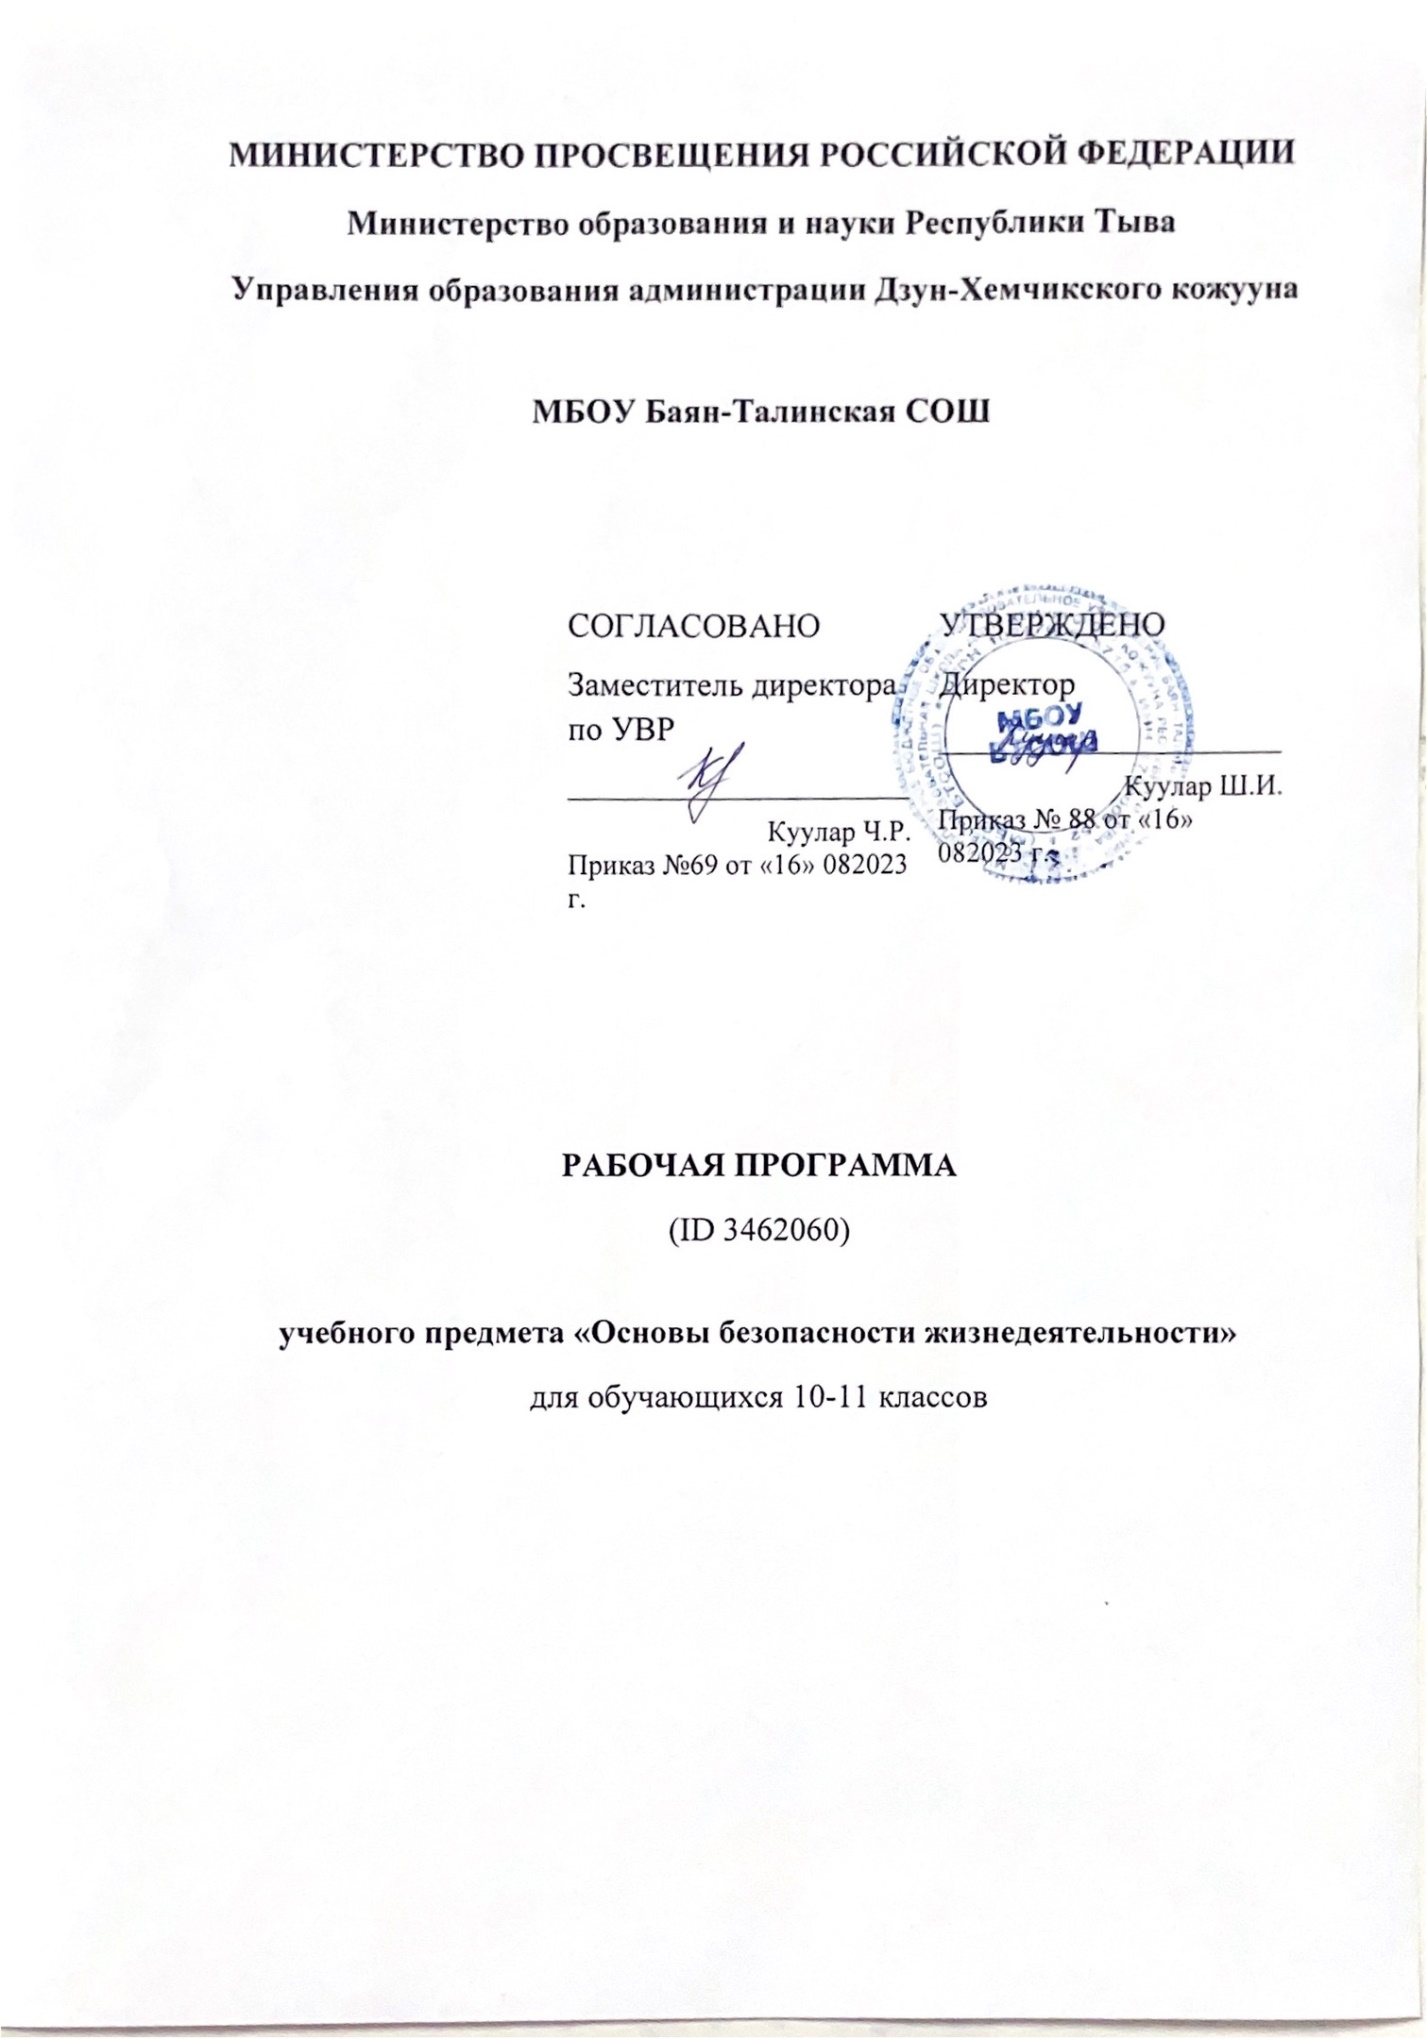 МИНИСТЕРСТВО ПРОСВЕЩЕНИЯ РОССИЙСКОЙ ФЕДЕРАЦИИ
Министерство образования и науки Республики Тыва
Управления образования администрации Дзун-Хемчикского кожууна
МБОУ Баян-Талинская СОШ
СОГЛАСОВАНО
Заместитель директора
по УВР
Куулар Ч.Р.
Приказ №69 от «16» 082023
г.
УТВЕРЖДЕНО
Директор
МБОУ
Куулар Ш.И.
Приказ № 88 от «16»
082023 г.
РАБОЧАЯ ПРОГРАММА
(ID 3462060)
учебного предмета «Основы безопасности жизнедеятельности»
для обучающихся 10-11 классов